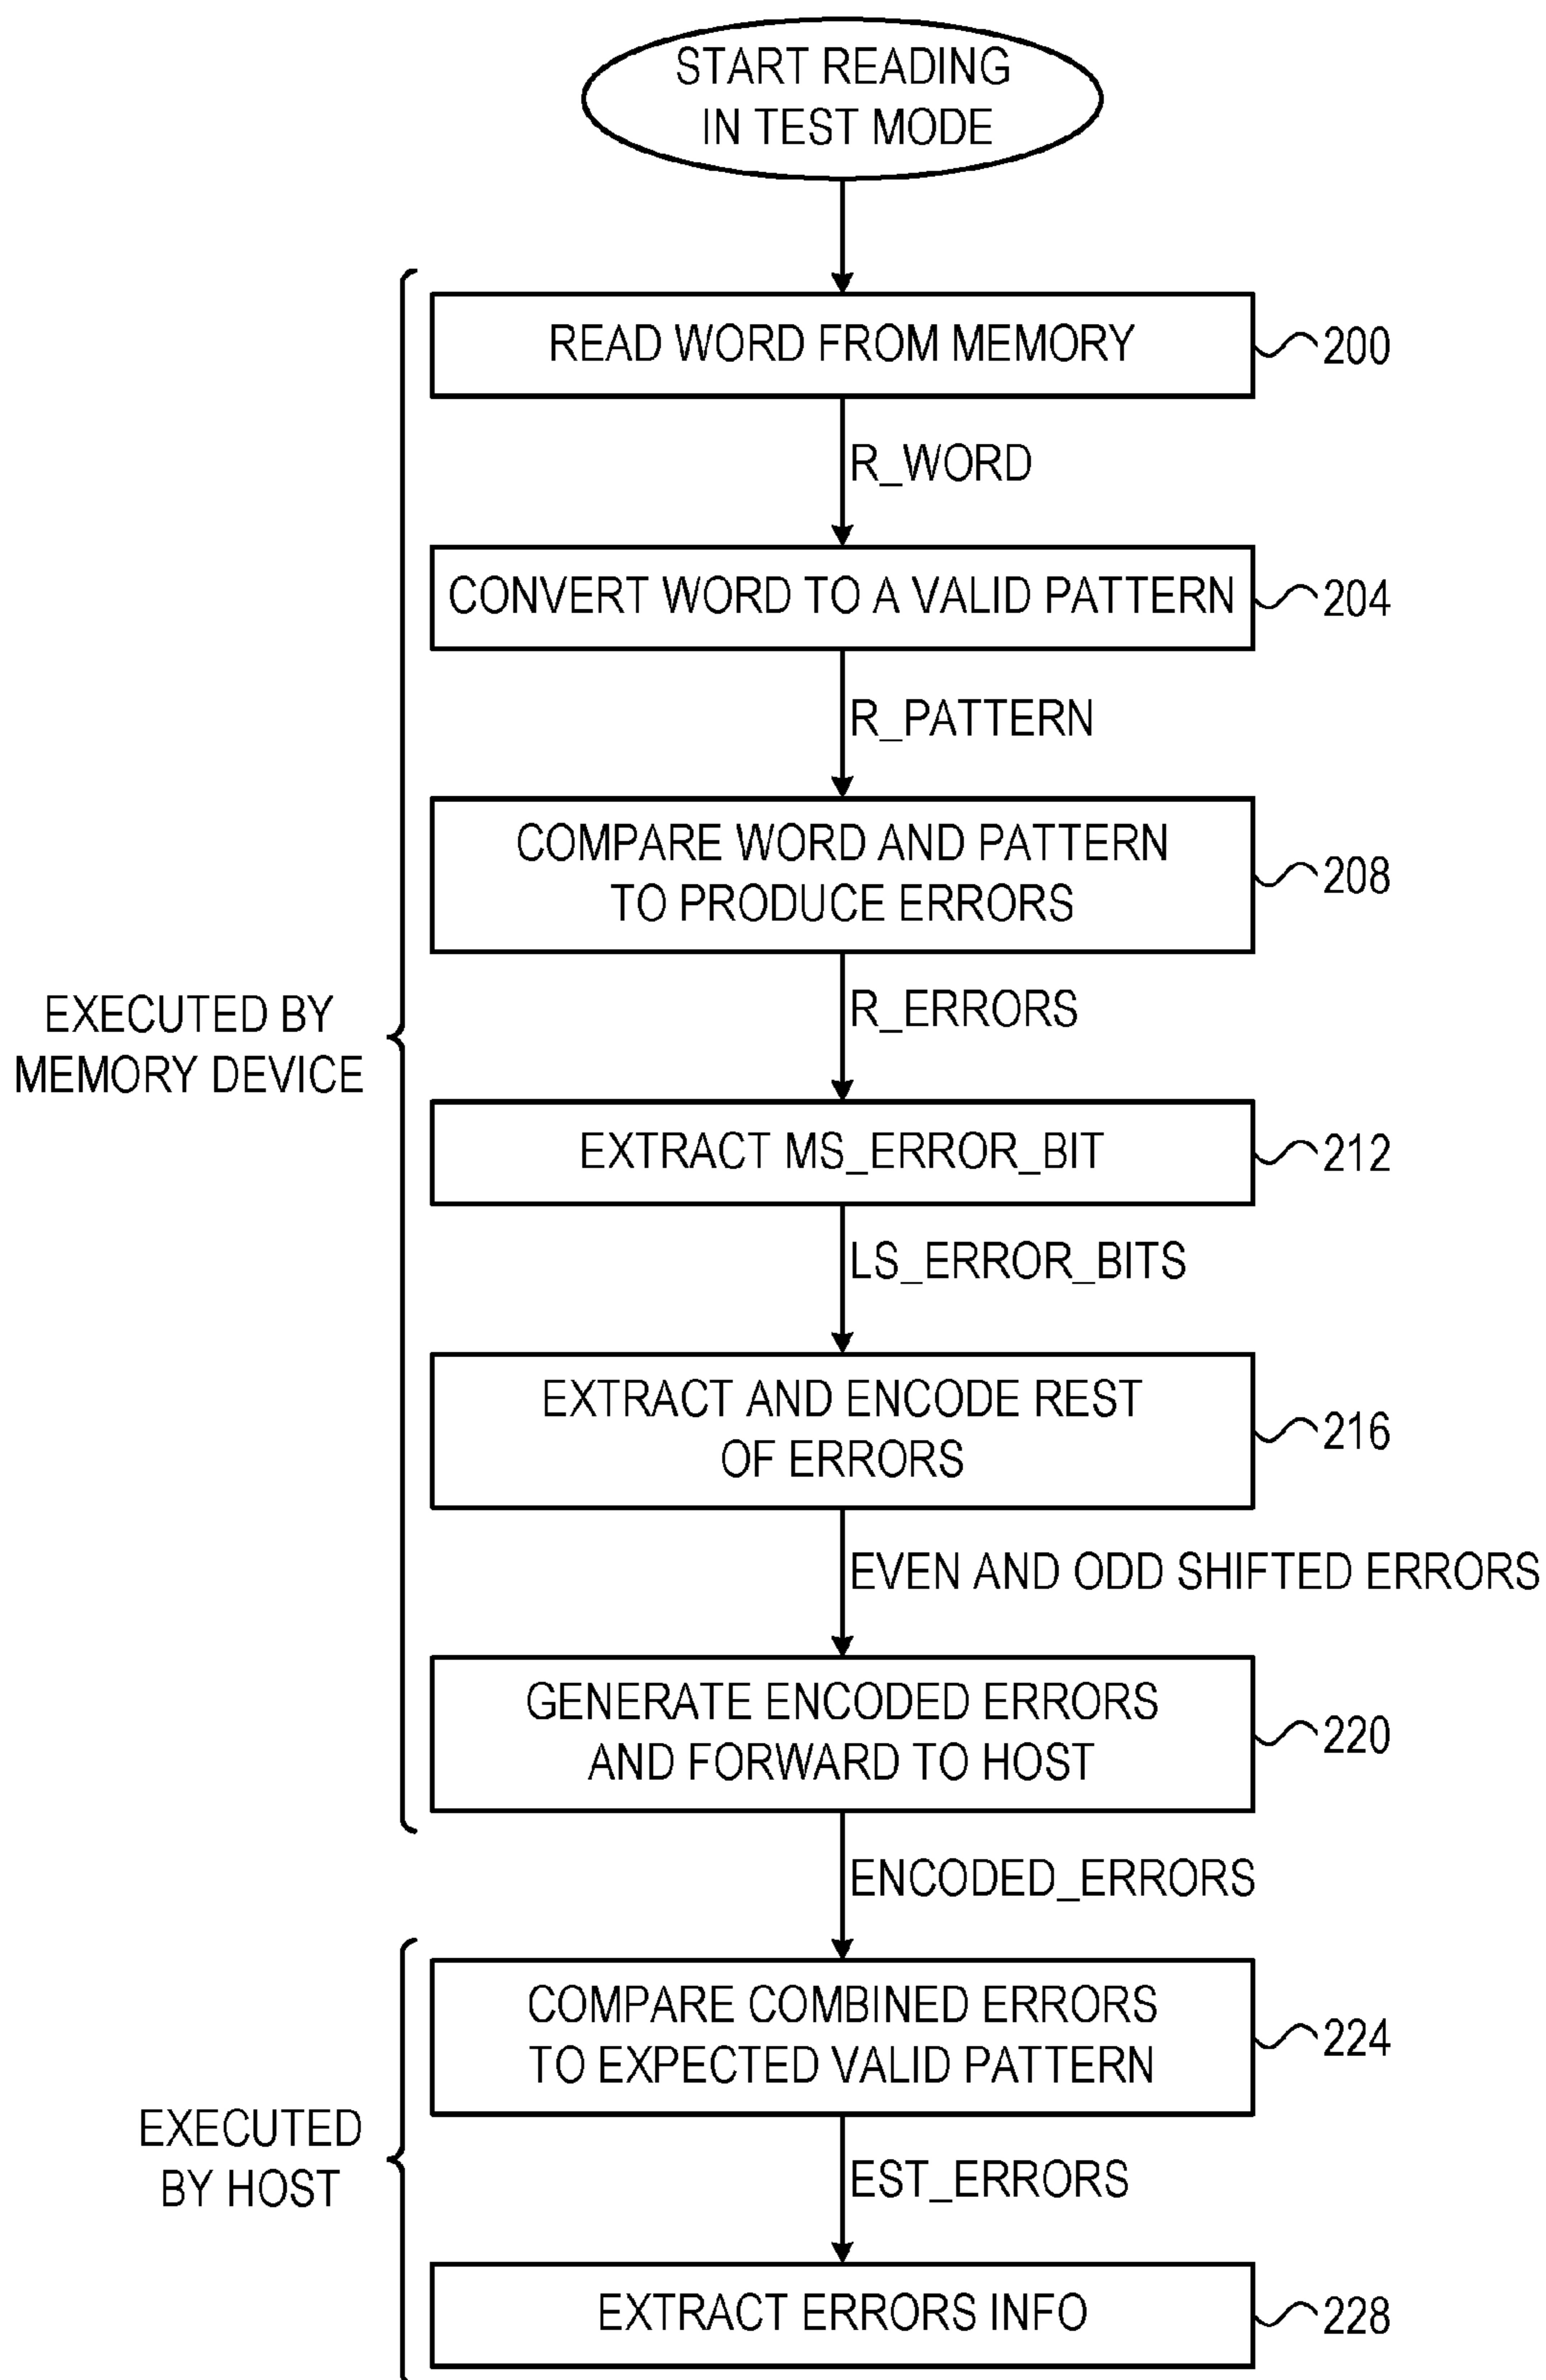 START READING
IN TEST MODE
READ WORD FROM MEMORY
200
R_WORD
CONVERT WORD TO A VALID PATTERN
204
R_PATTERN
COMPARE WORD AND PATTERN
TO PRODUCE ERRORS
208
EXECUTED BY
MEMORY DEVICE
R_ERRORS
EXTRACT MS_ERROR_BIT
212
LS_ERROR_BITS
EXTRACT AND ENCODE REST
OF ERRORS
216
EVEN AND ODD SHIFTED ERRORS
GENERATE ENCODED ERRORS
AND FORWARD TO HOST
220
ENCODED_ERRORS
COMPARE COMBINED ERRORS
TO EXPECTED VALID PATTERN
224
EXECUTED
BY HOST
EST_ERRORS
EXTRACT ERRORS INFO
228